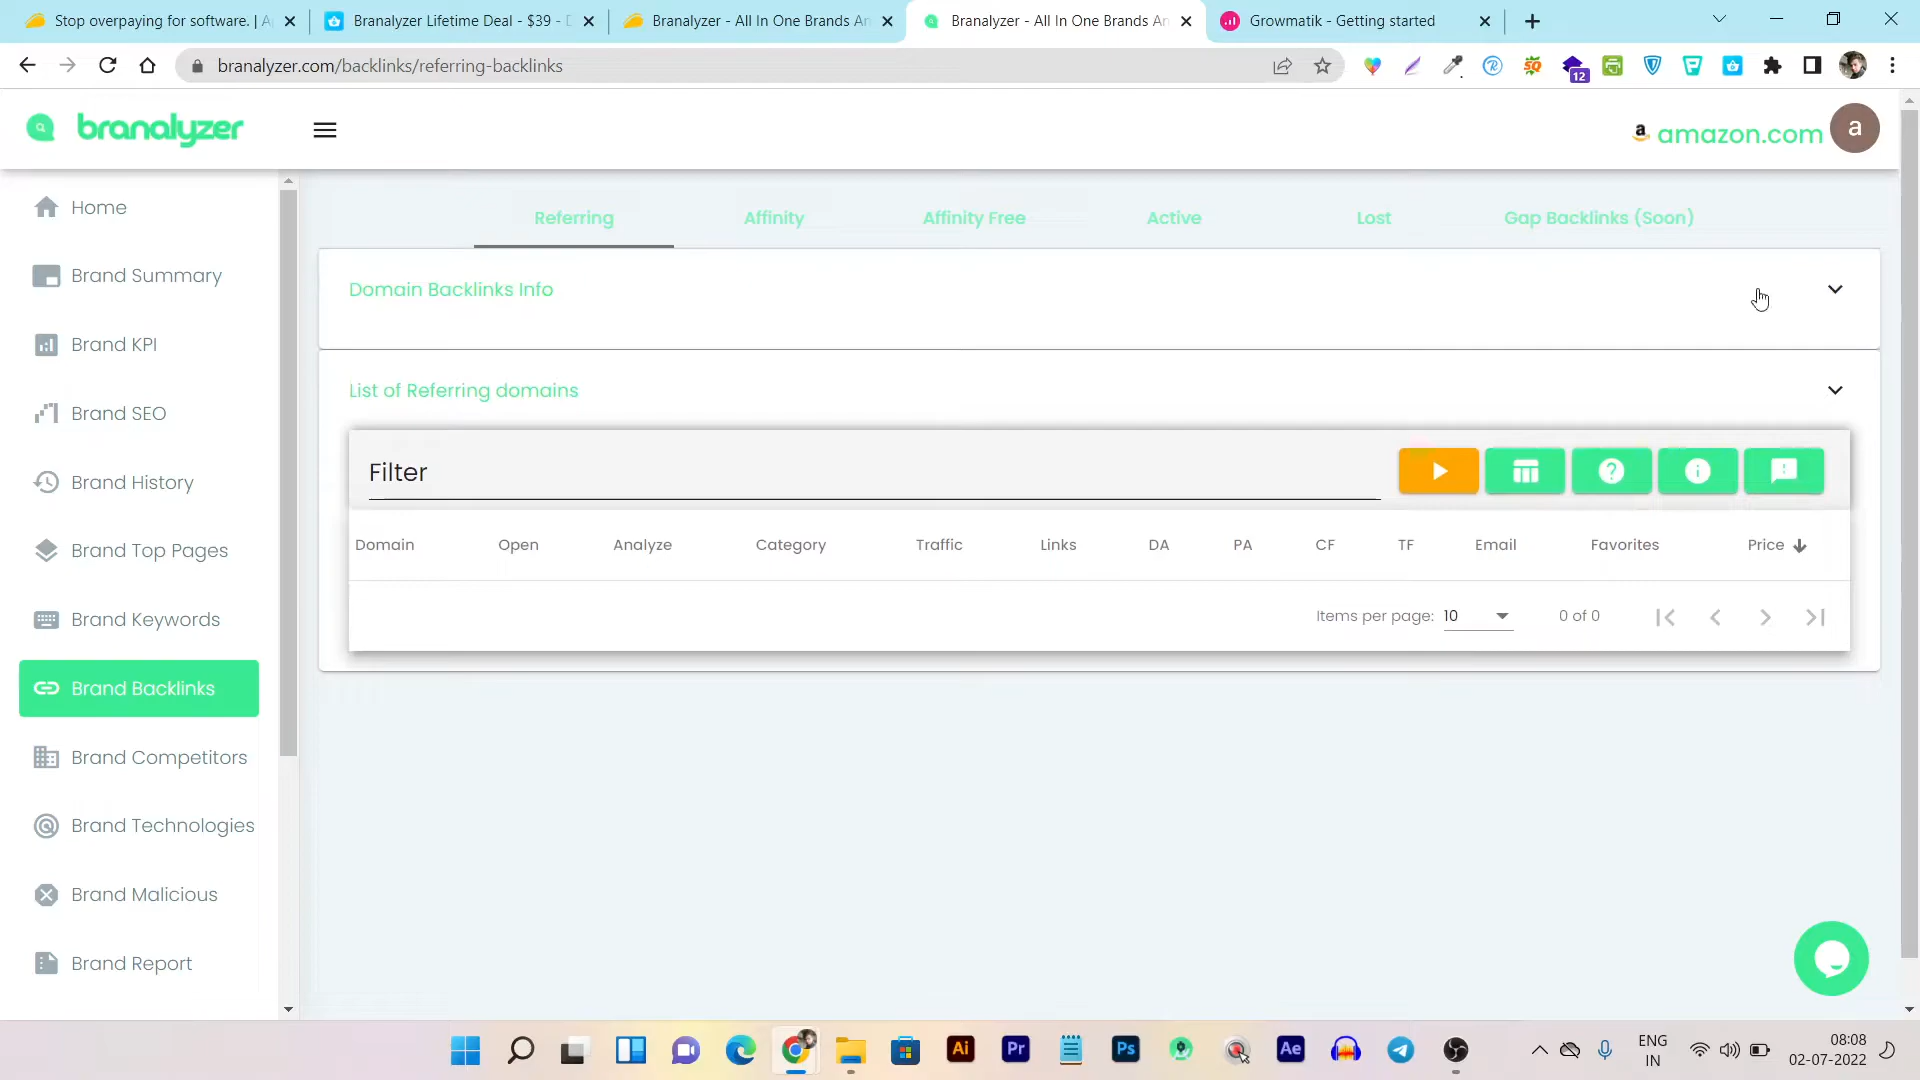 Stop overpaying for software. | A
Branalyzer Lifetime Deal - $39 - D
Branalyzer - All In One Brands An
Branalyzer - All In One Brands An
Growmatik - Getting started
branalyzer.com/backlinks/referring-backlinks
12
branalyzer
amazon.com
a
Home
Brand Summary
Brand KPI
Brand SEO
Brand History
Brand Top Pages
Brand Keywords
Brand Backlinks
Brand Competitors
Brand Technologies
Brand Malicious
Brand Report
Referring Affinity Affinity Free Active Lost Gap Backlinks (Soon)
Domain Backlinks Info
List of Referring domains
Filter
Domain Open Analyze Category Traffic Links DA PA CF TF Email Favorites Price
Items per page: 10 0 of 0
Ai
Pr
Ps
Ae
ENG
IN
08:08
02-07-2022